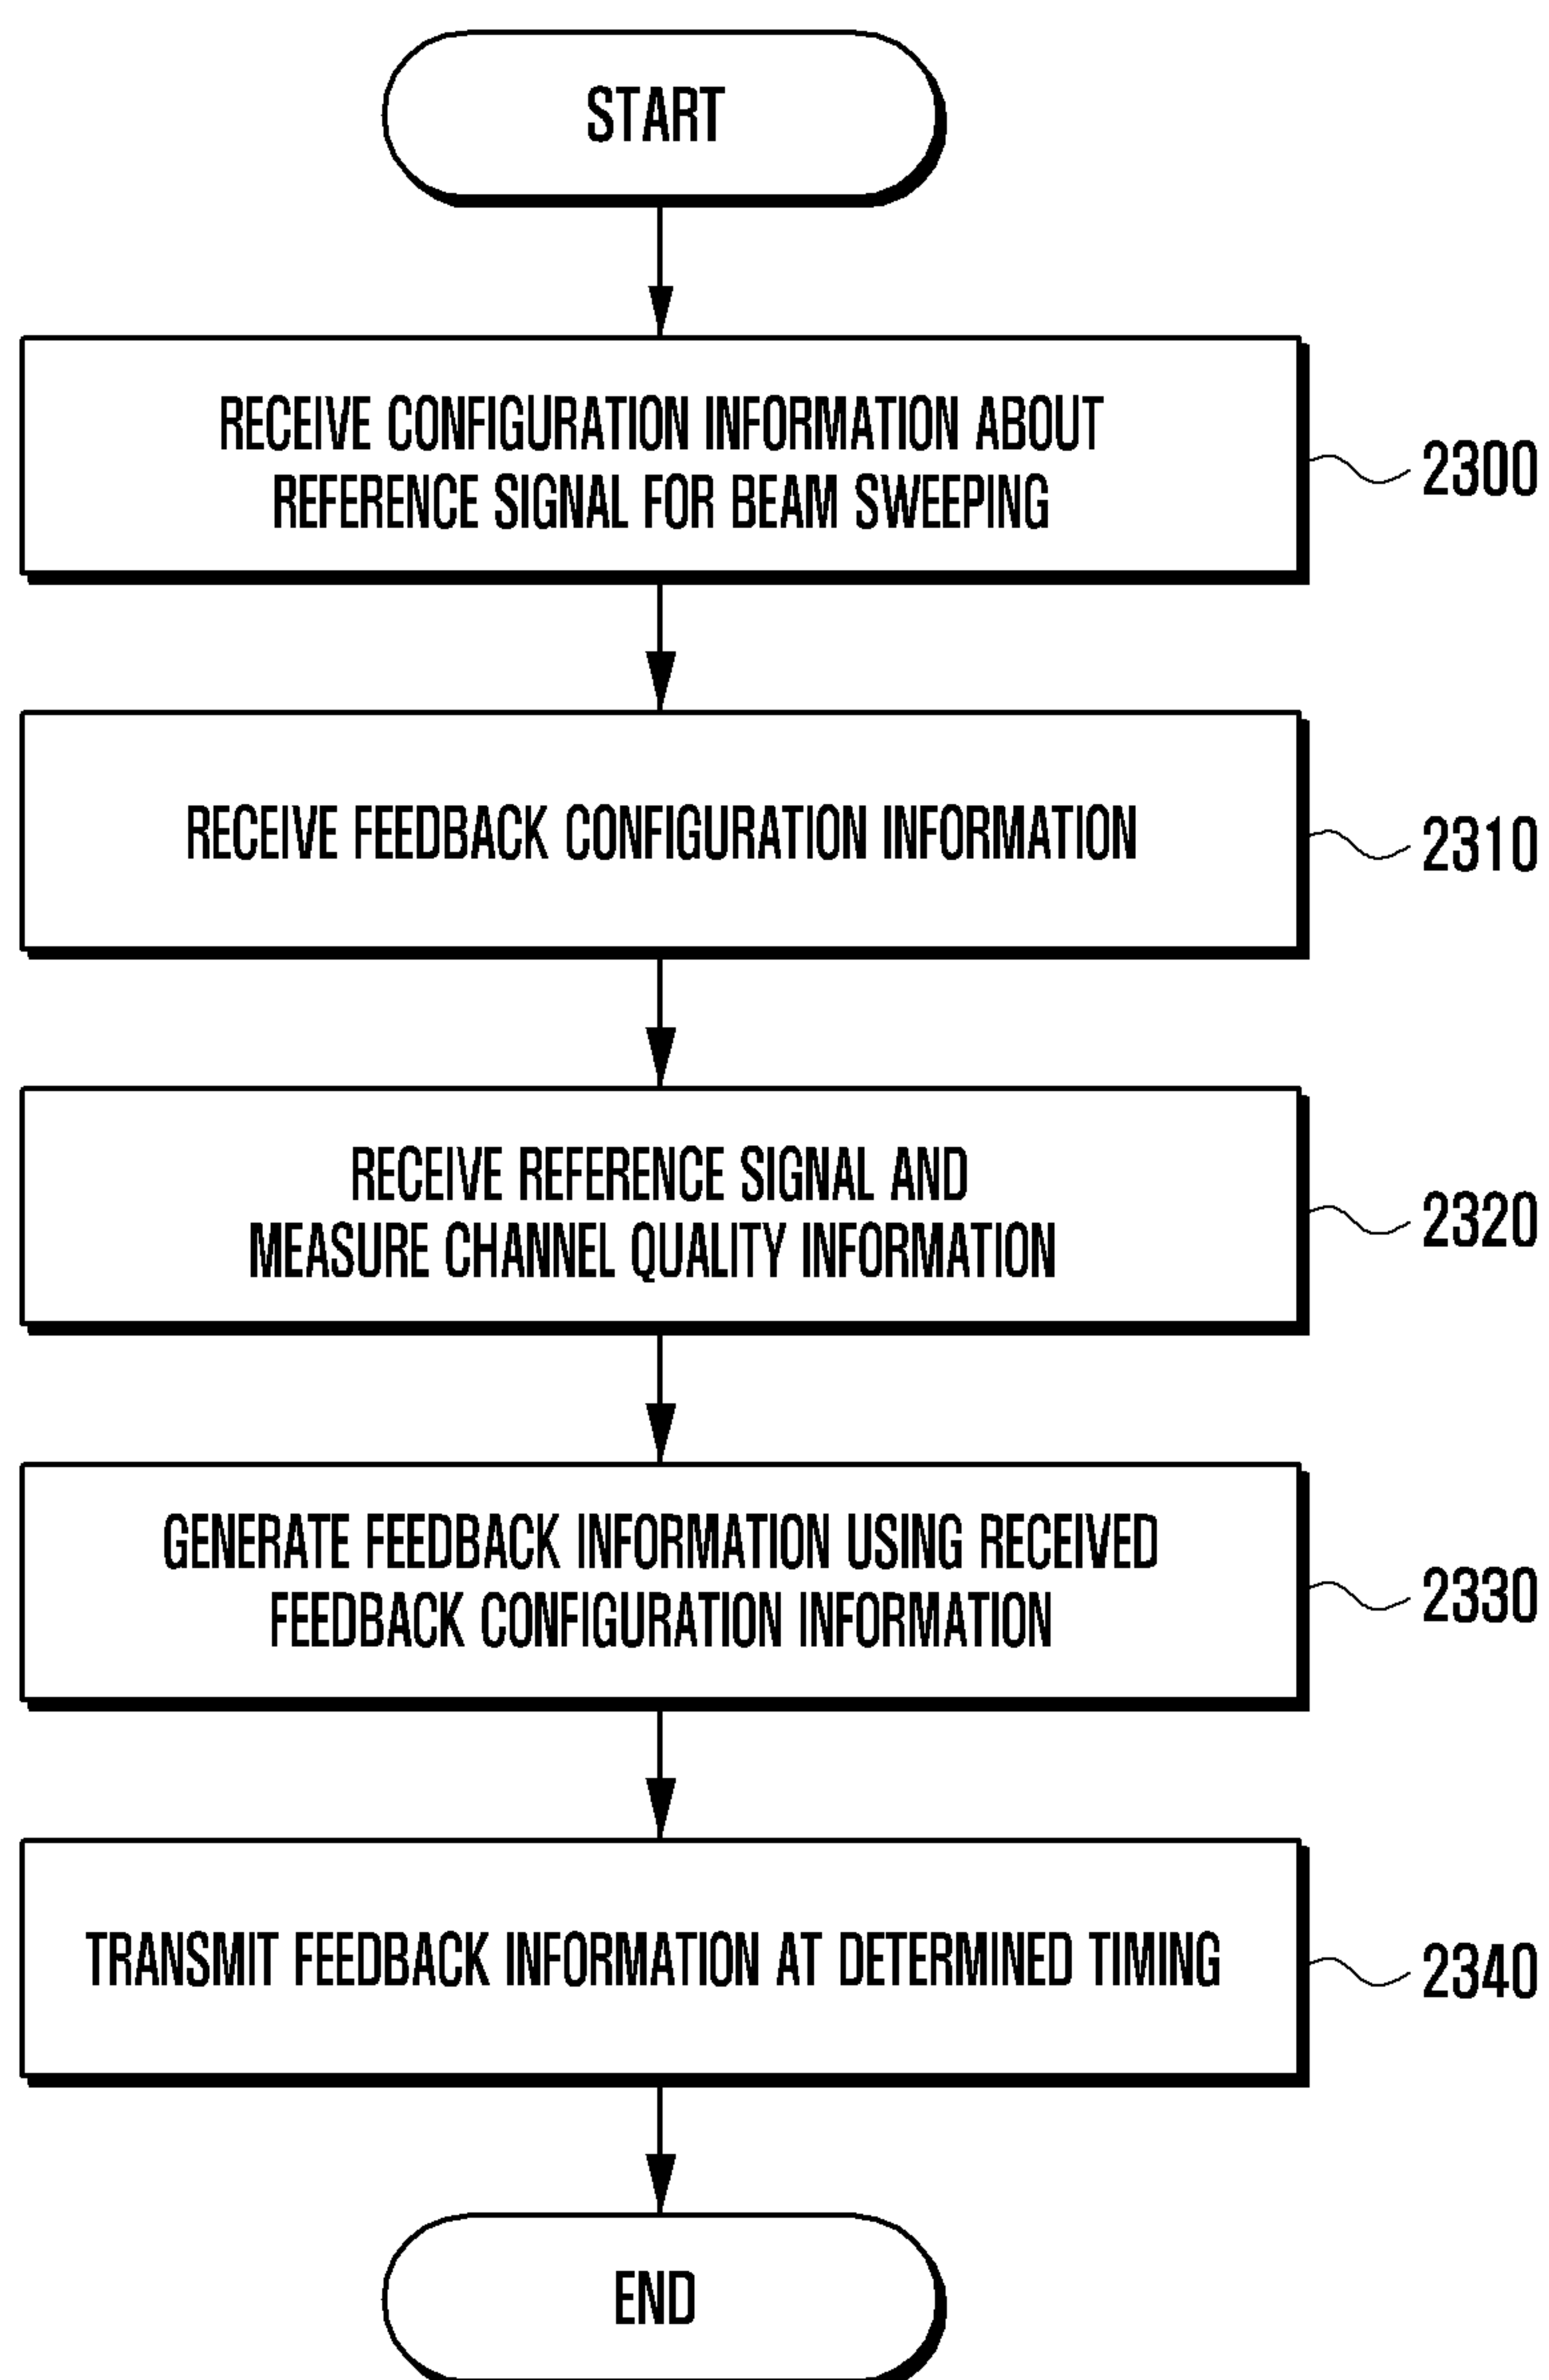 START
RECEIVE CONFIGURATION INFORMATION ABOUT
REFERENCE SIGNAL FOR BEAM SWEEPING
2300
RECEIVE FEEDBACK CONFIGURATION INFORMATION
2310
RECEIVE REFERENCE SIGNAL AND
MEASURE CHANNEL QUALITY INFORMATION
2320
GENERATE FEEDBACK INFORMATION USING RECEIVED
FEEDBACK CONFIGURATION INFORMATION
2330
TRANSMIT FEEDBACK INFORMATION AT DETERMINED TIMING
2340
END